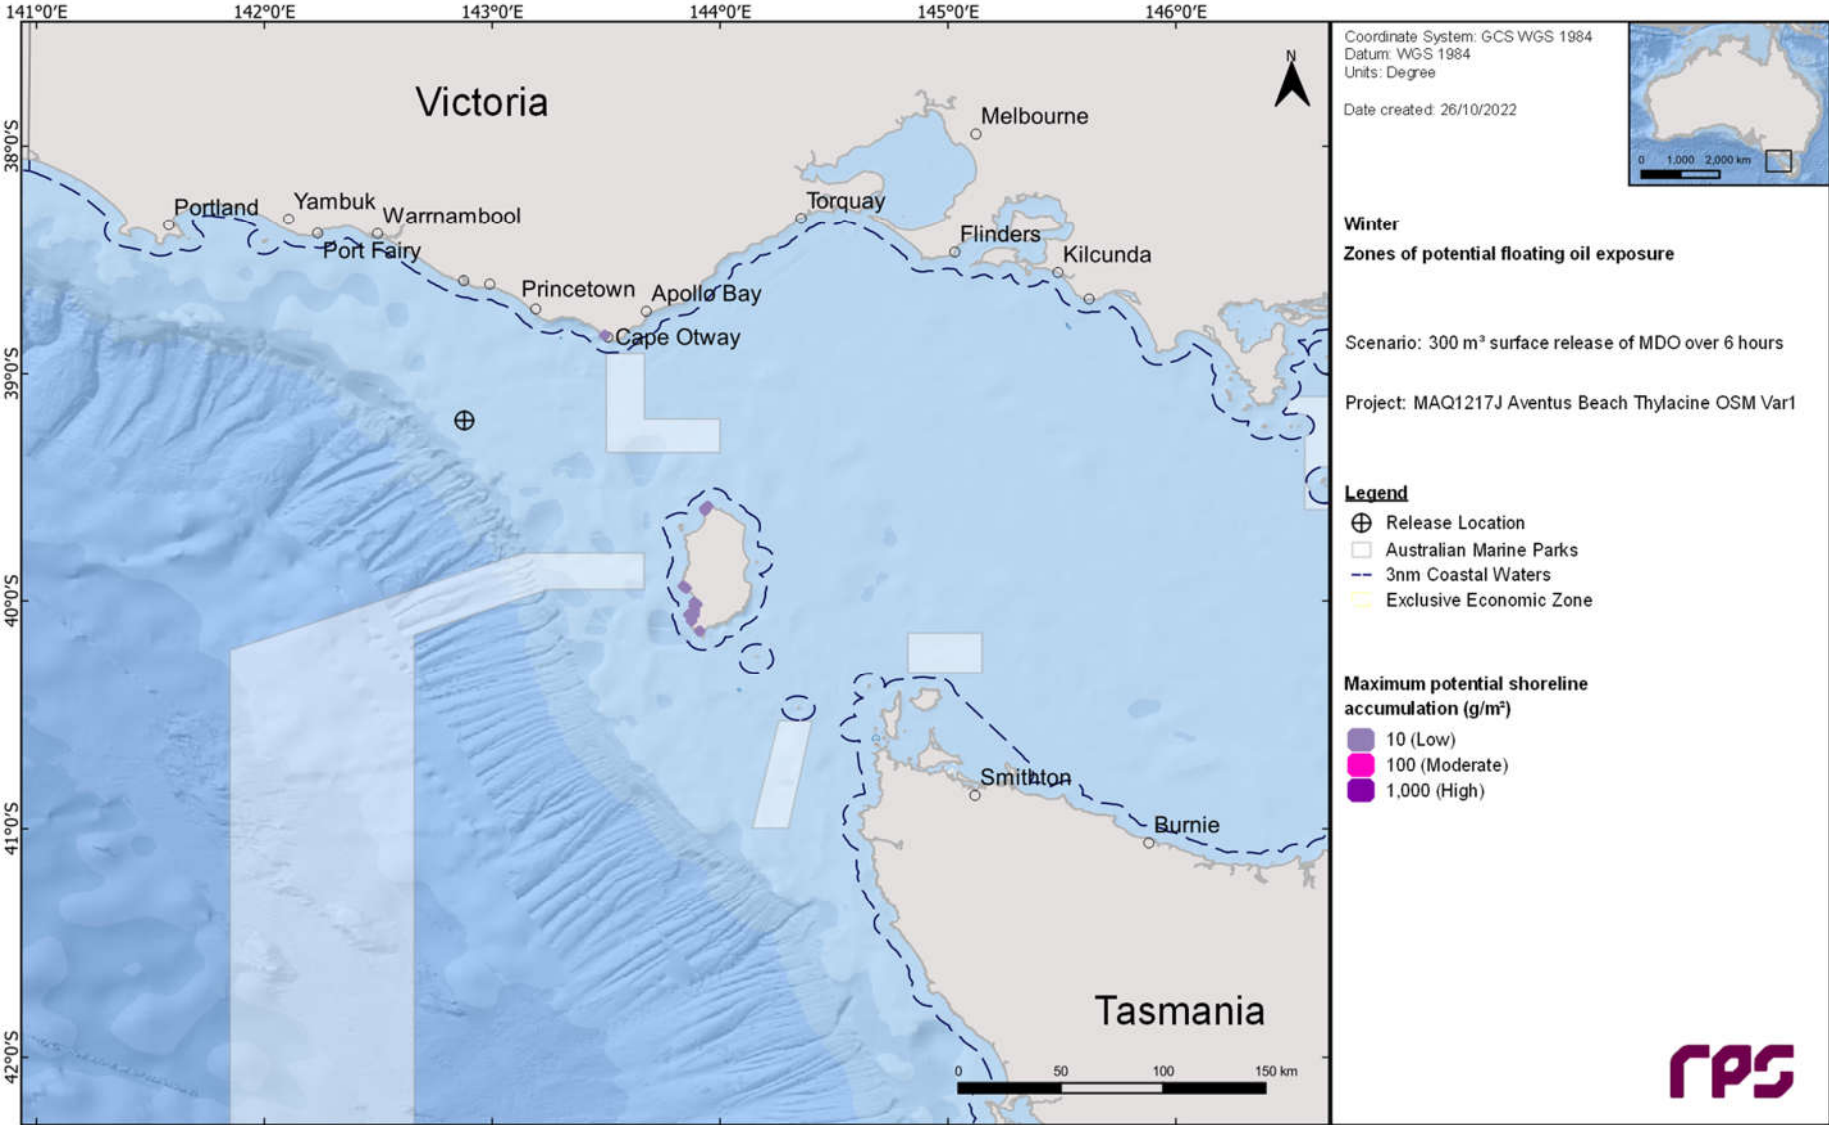 141°0'E 142°0'E 143°0'E 144°0'E 145°0'E 146°0'E
38°0'S
39°0'S
40°0'S
41°0'S
42°0'S
Victoria
N
Melbourne
Portland
Yambuk
Warrnambool
Port Fairy
Torquay
Flinders
Kilcunda
Princetown
Apollo Bay
Cape Otway
Smithton
Burnie
Tasmania
0 50 100 150 km
Coordinate System: GCS WGS 1984
Datum: WGS 1984
Units: Degree
Date created: 26/10/2022
0 1,000 2,000 km
Winter
Zones of potential floating oil exposure
Scenario: 300 m³ surface release of MDO over 6 hours
Project: MAQ1217J Aventus Beach Thylacine OSM Var1
Legend
Release Location
Australian Marine Parks
3nm Coastal Waters
Exclusive Economic Zone
Maximum potential shoreline
accumulation (g/m²)
10 (Low)
100 (Moderate)
1,000 (High)
rps